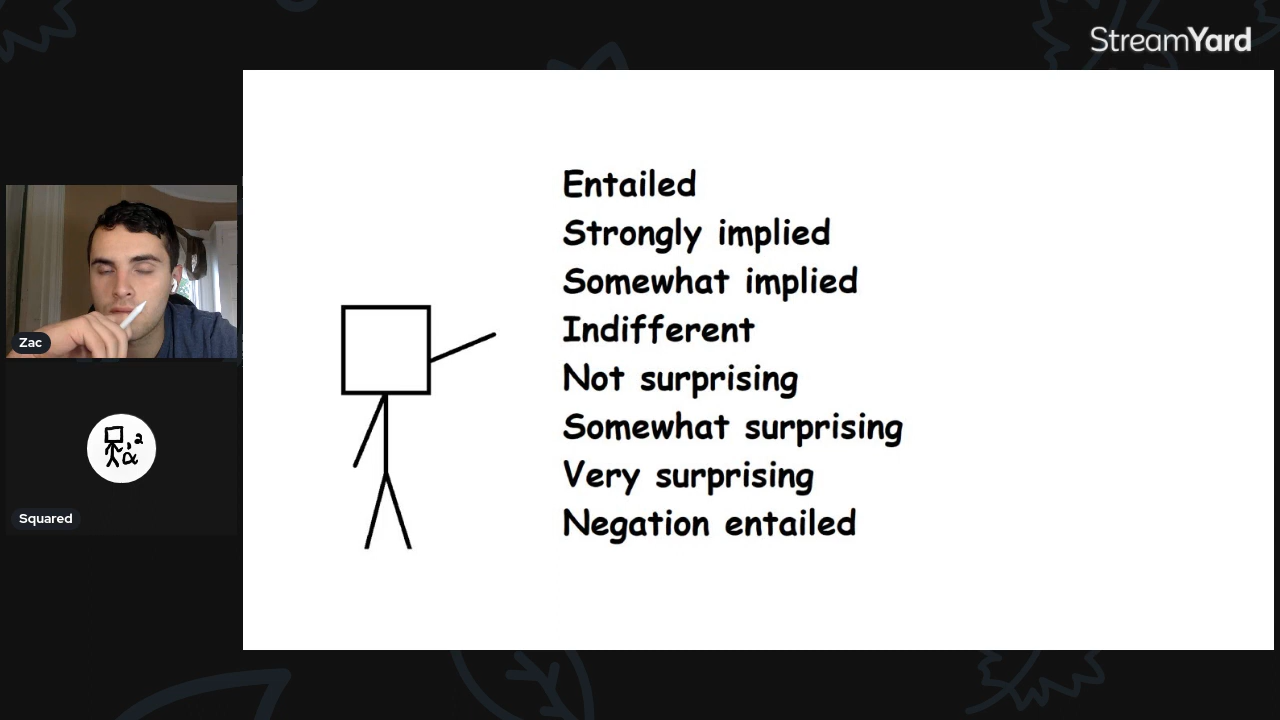 StreamYard
Entailed
Strongly implied
Somewhat implied
Indifferent
Not surprising
Somewhat surprising
Very surprising
Negation entailed
Zac
Squared